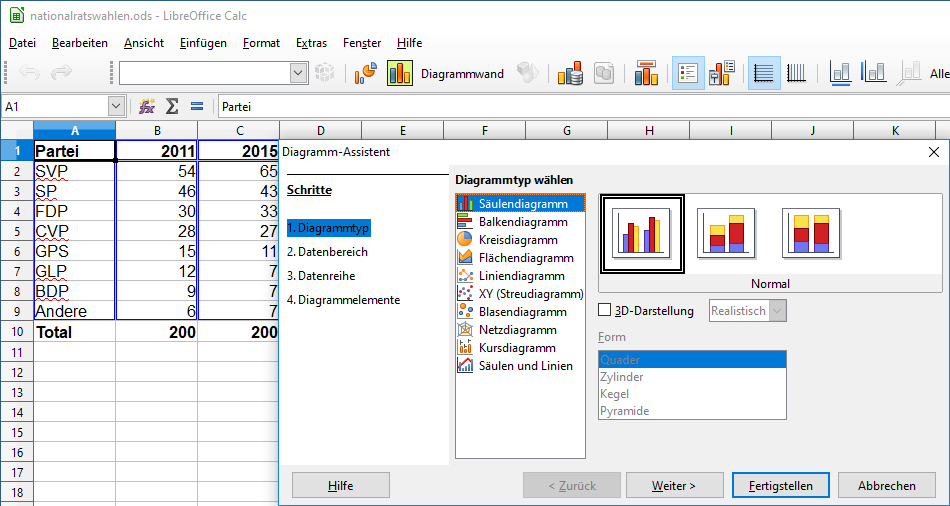 nationalratswahlen.ods - LibreOffice Calc
Datei Bearbeiten Ansicht Einfügen Format Extras Fenster Hilfe
Diagrammwand Alle
A1 fx Σ = Partei
A B C D E F G H I J K
1 Partei 2011 2015
2 SVP 54 65
3 SP 46 43
4 FDP 30 33
5 CVP 28 27
6 GPS 15 11
7 GLP 12 7
8 BDP 9 7
9 Andere 6 7
10 Total 200 200
11
12
13
14
15
16
17
18
Diagramm-Assistent
Schritte
1. Diagrammtyp
2. Datenbereich
3. Datenreihe
4. Diagrammelemente
Diagrammtyp wählen
Säulendiagramm
Balkendiagramm
Kreisdiagramm
Flächendiagramm
Liniendiagramm
XY (Streudiagramm)
Blasendiagramm
Netzdiagramm
Kursdiagramm
Säulen und Linien
Normal
3D-Darstellung Realistisch
Form
Quader
Zylinder
Kegel
Pyramide
Hilfe < Zurück Weiter > Fertigstellen Abbrechen